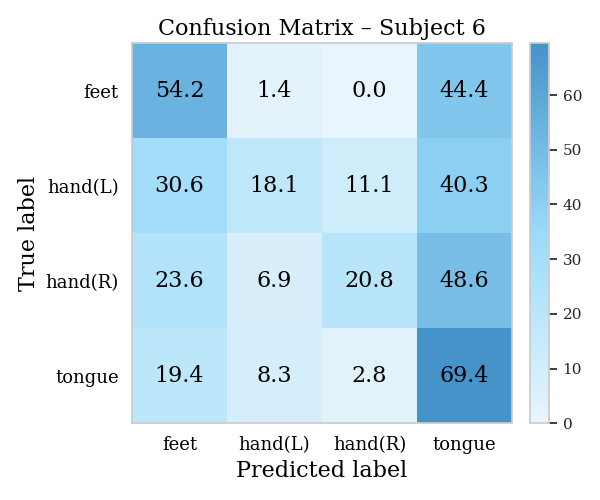 Confusion Matrix – Subject 6
True label
feet 54.2 1.4 0.0 44.4
hand(L) 30.6 18.1 11.1 40.3
hand(R) 23.6 6.9 20.8 48.6
tongue 19.4 8.3 2.8 69.4
feet hand(L) hand(R) tongue
Predicted label
60
50
40
30
20
10
0